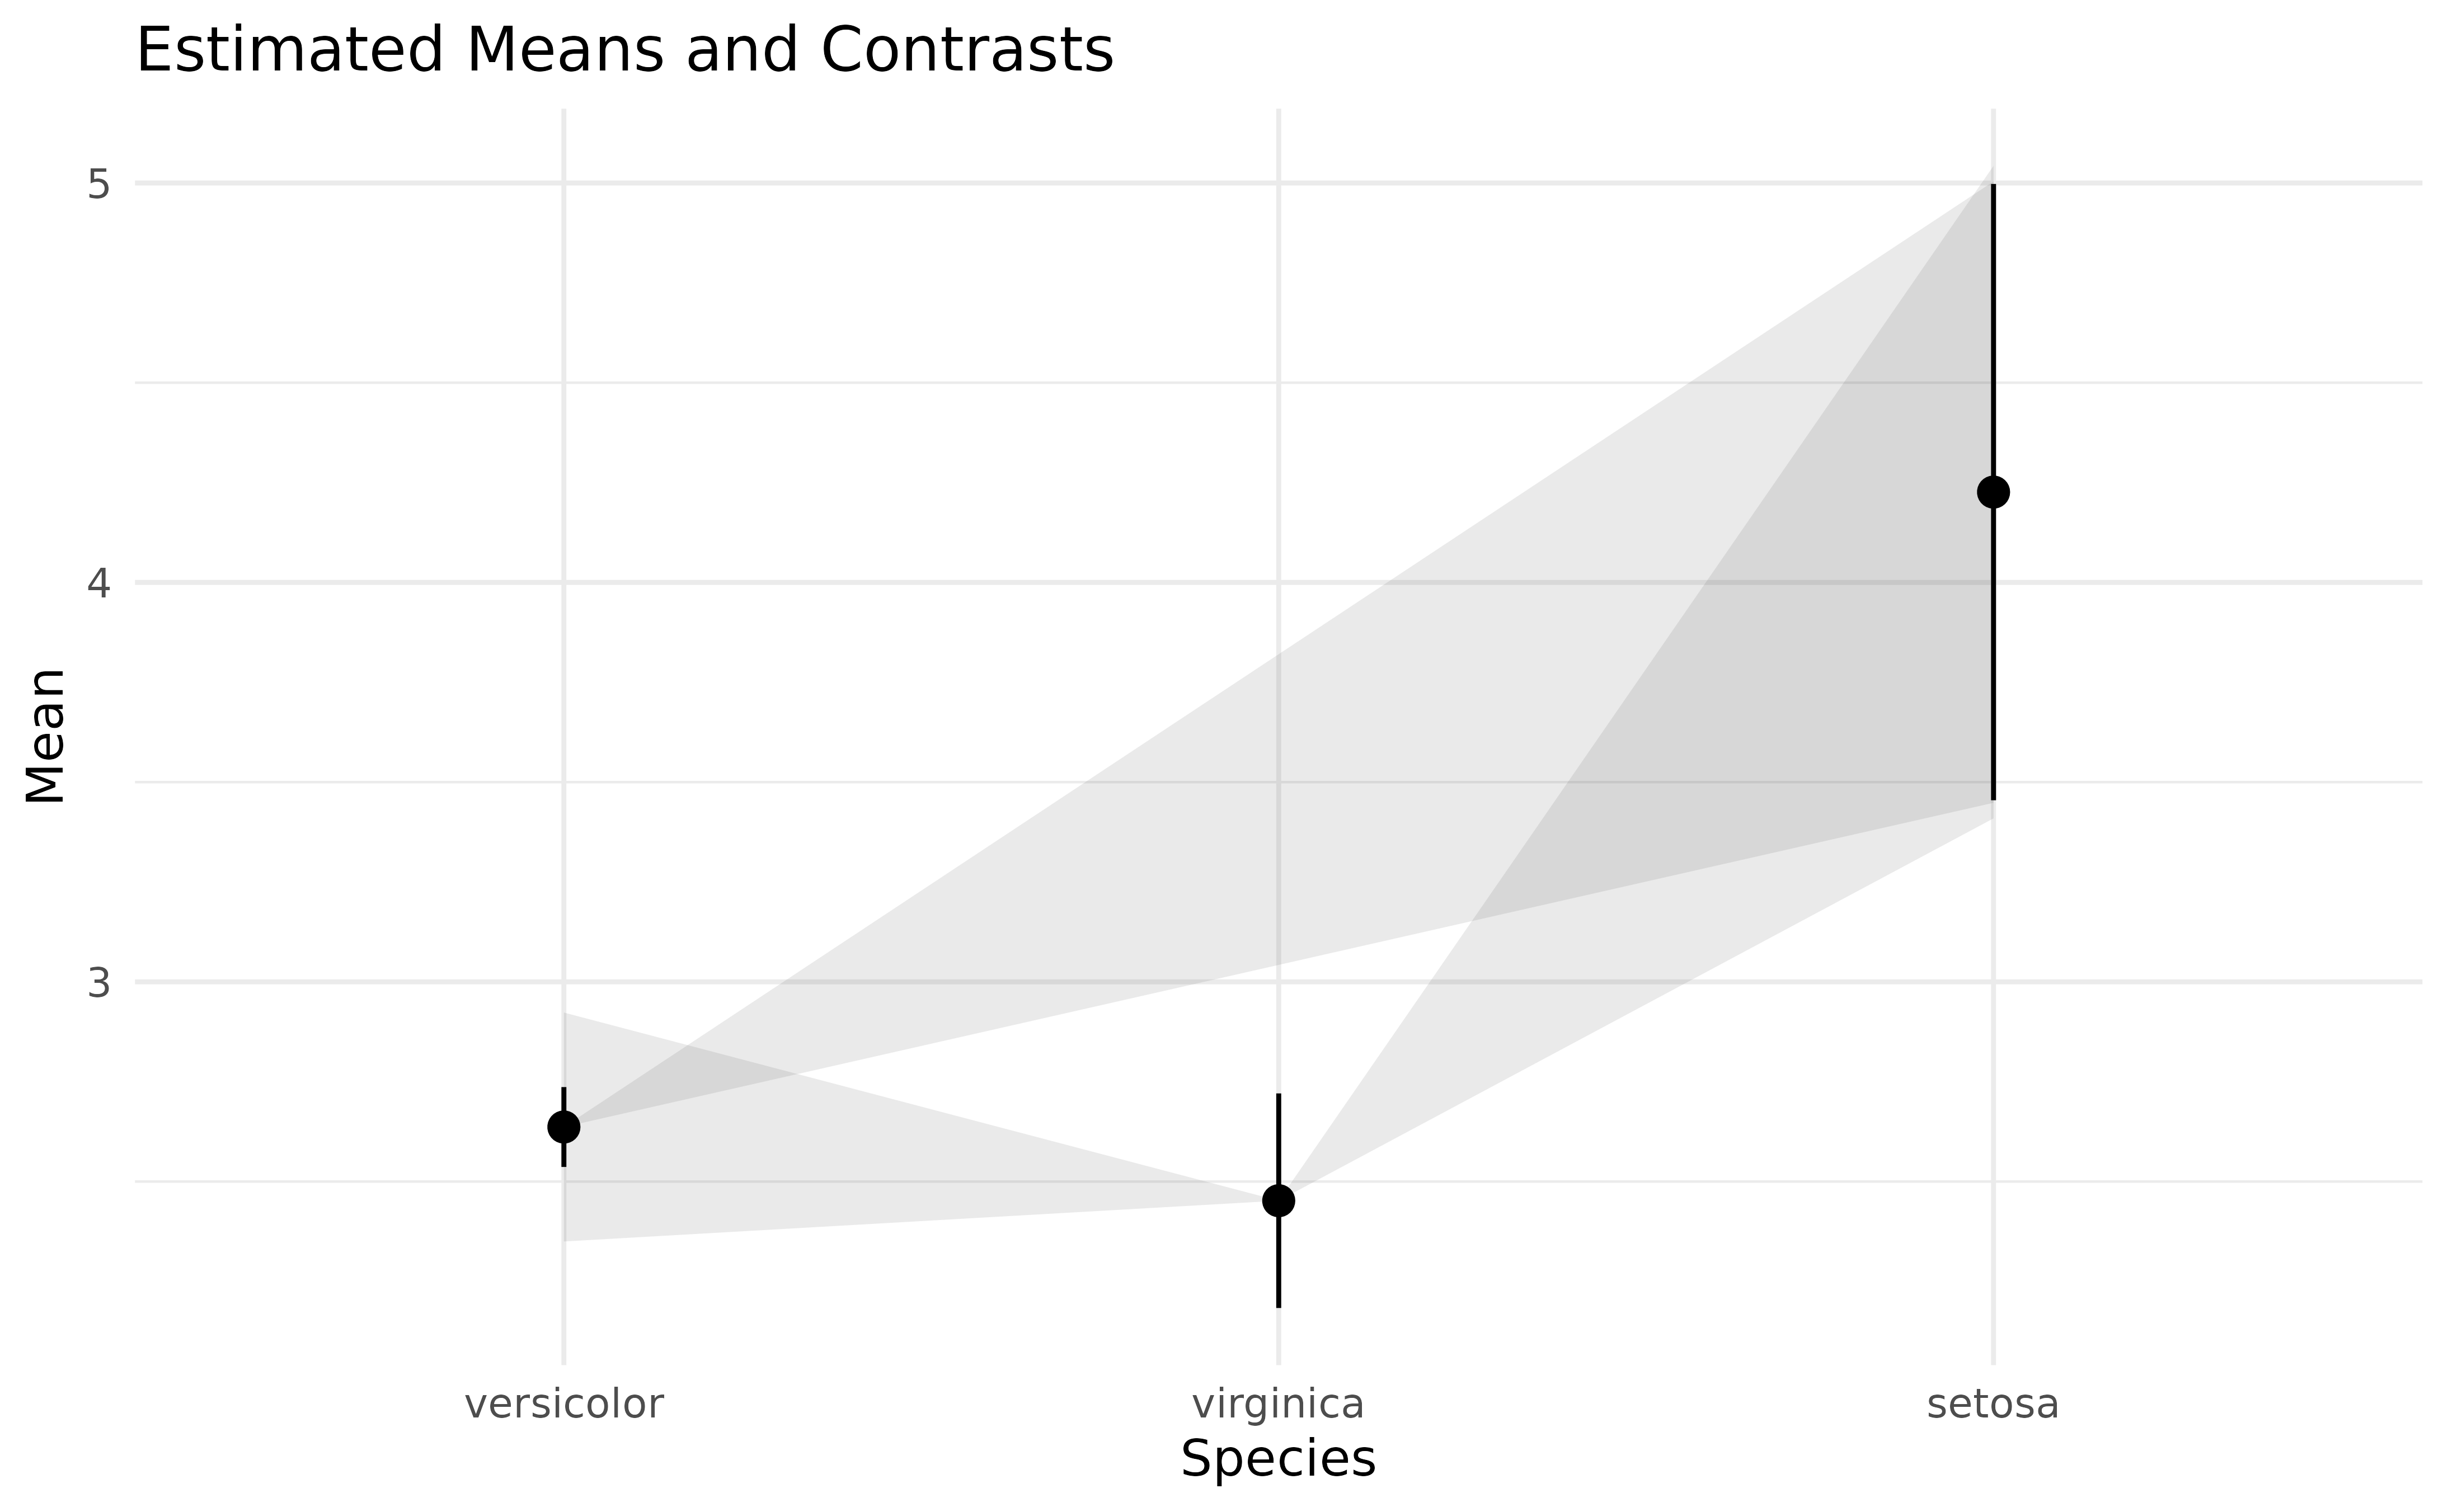 Estimated Means and Contrasts
5
4
3
Mean
versicolor virginica setosa
Species